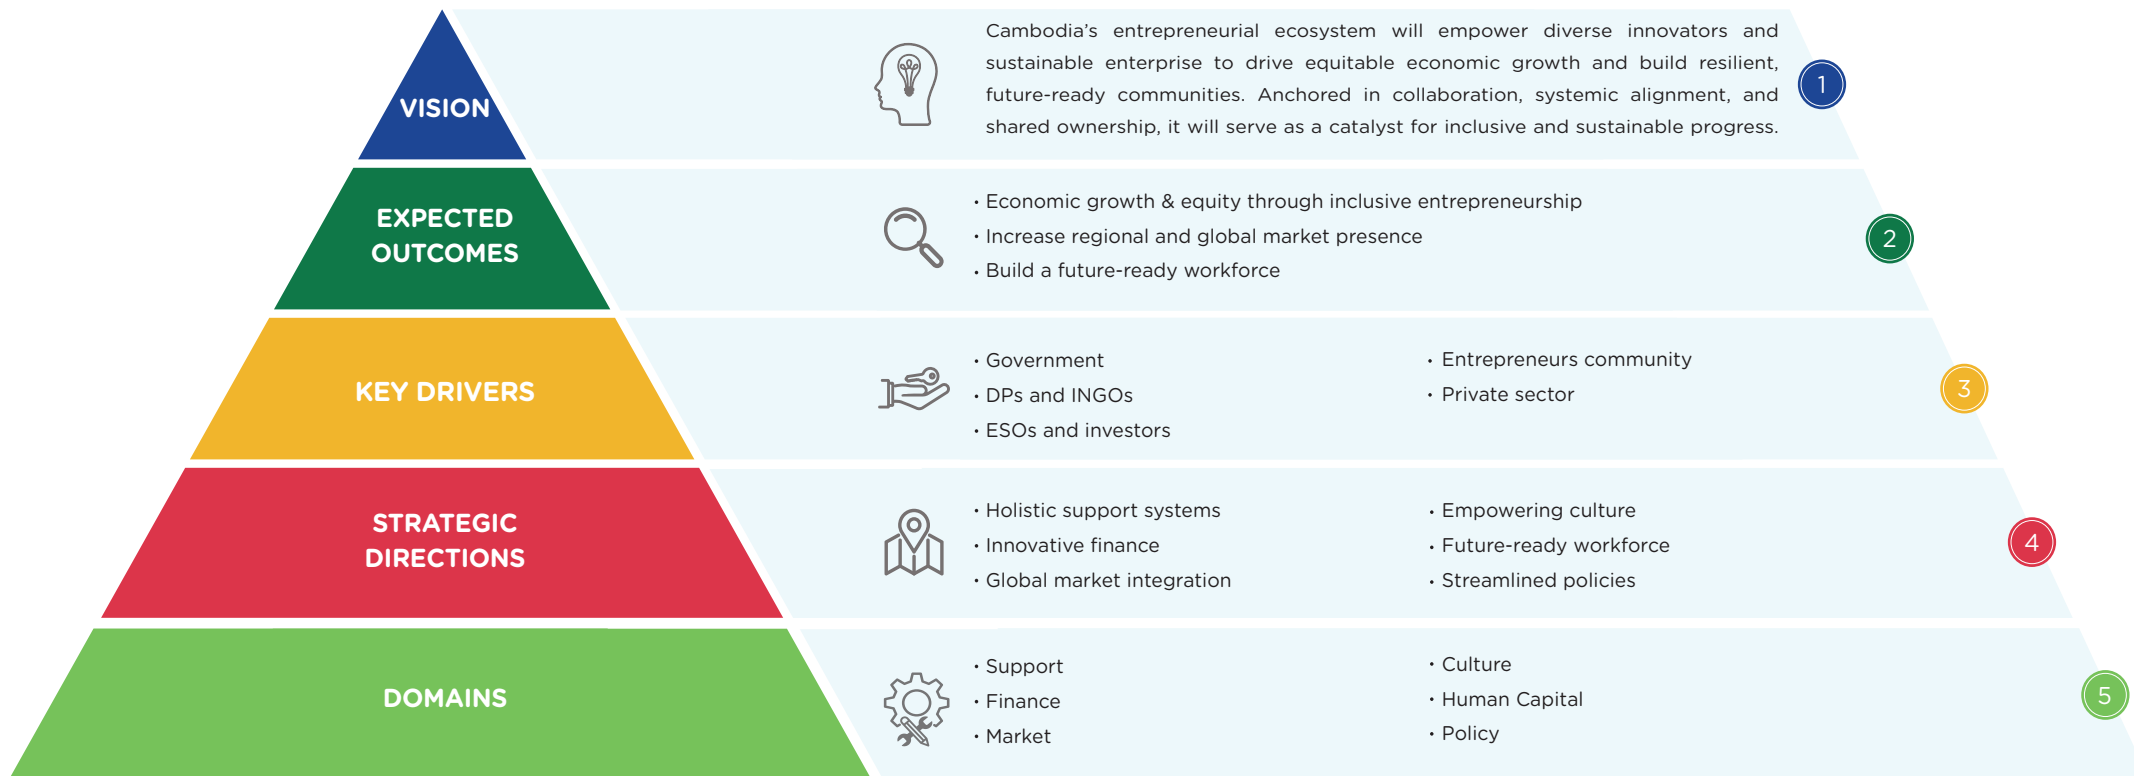 VISION
Cambodia's entrepreneurial ecosystem will empower diverse innovators and
sustainable enterprise to drive equitable economic growth and build resilient,
future-ready communities. Anchored in collaboration, systemic alignment, and
shared ownership, it will serve as a catalyst for inclusive and sustainable progress.
1
EXPECTED
OUTCOMES
• Economic growth & equity through inclusive entrepreneurship
• Increase regional and global market presence
• Build a future-ready workforce
2
KEY DRIVERS
• Government
• DPs and INGOs
• ESOs and investors
• Entrepreneurs community
• Private sector
3
STRATEGIC
DIRECTIONS
• Holistic support systems
• Innovative finance
• Global market integration
• Empowering culture
• Future-ready workforce
• Streamlined policies
4
DOMAINS
• Support
• Finance
• Market
• Culture
• Human Capital
• Policy
5